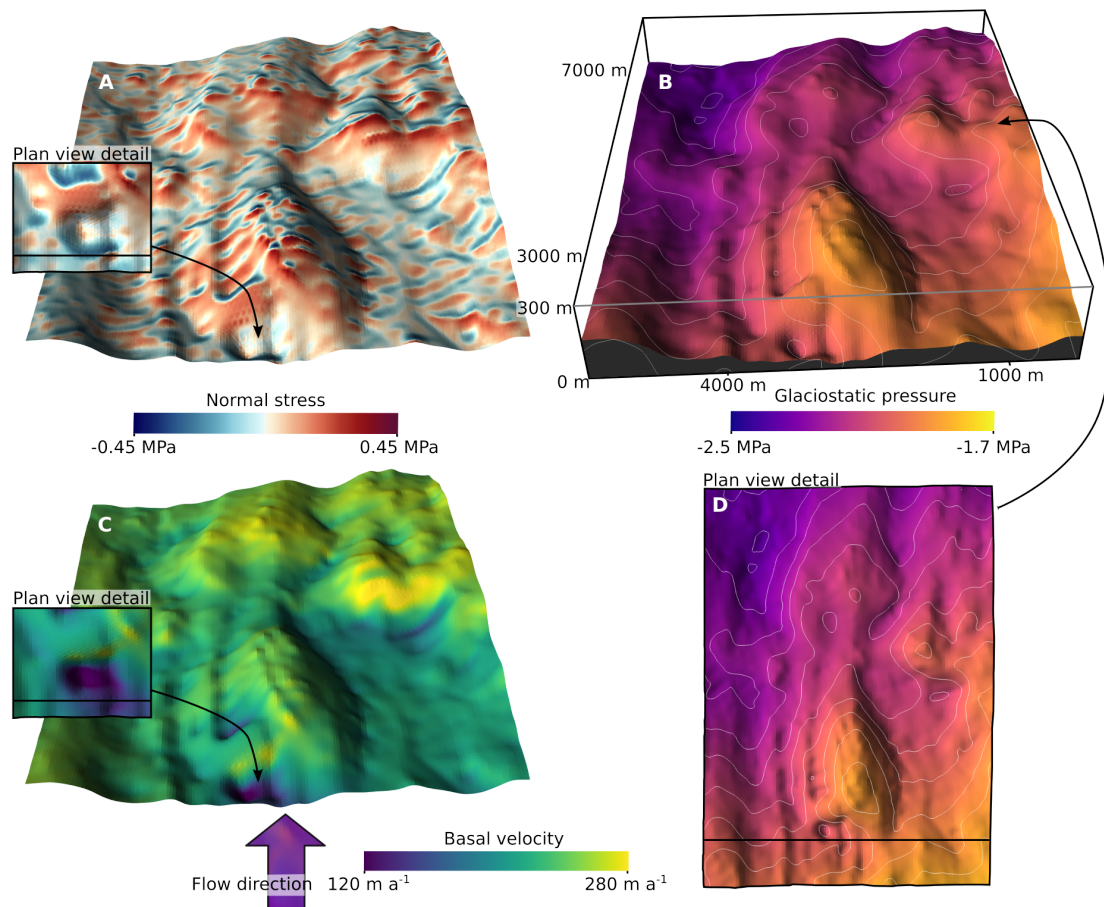 A
Plan view detail
Normal stress
-0.45 MPa
0.45 MPa
B
7000 m
3000 m
300 m
0 m
4000 m
1000 m
Glaciostatic pressure
-2.5 MPa
-1.7 MPa
C
Plan view detail
Flow direction
Basal velocity
120 m a⁻¹
280 m a⁻¹
Plan view detail
D